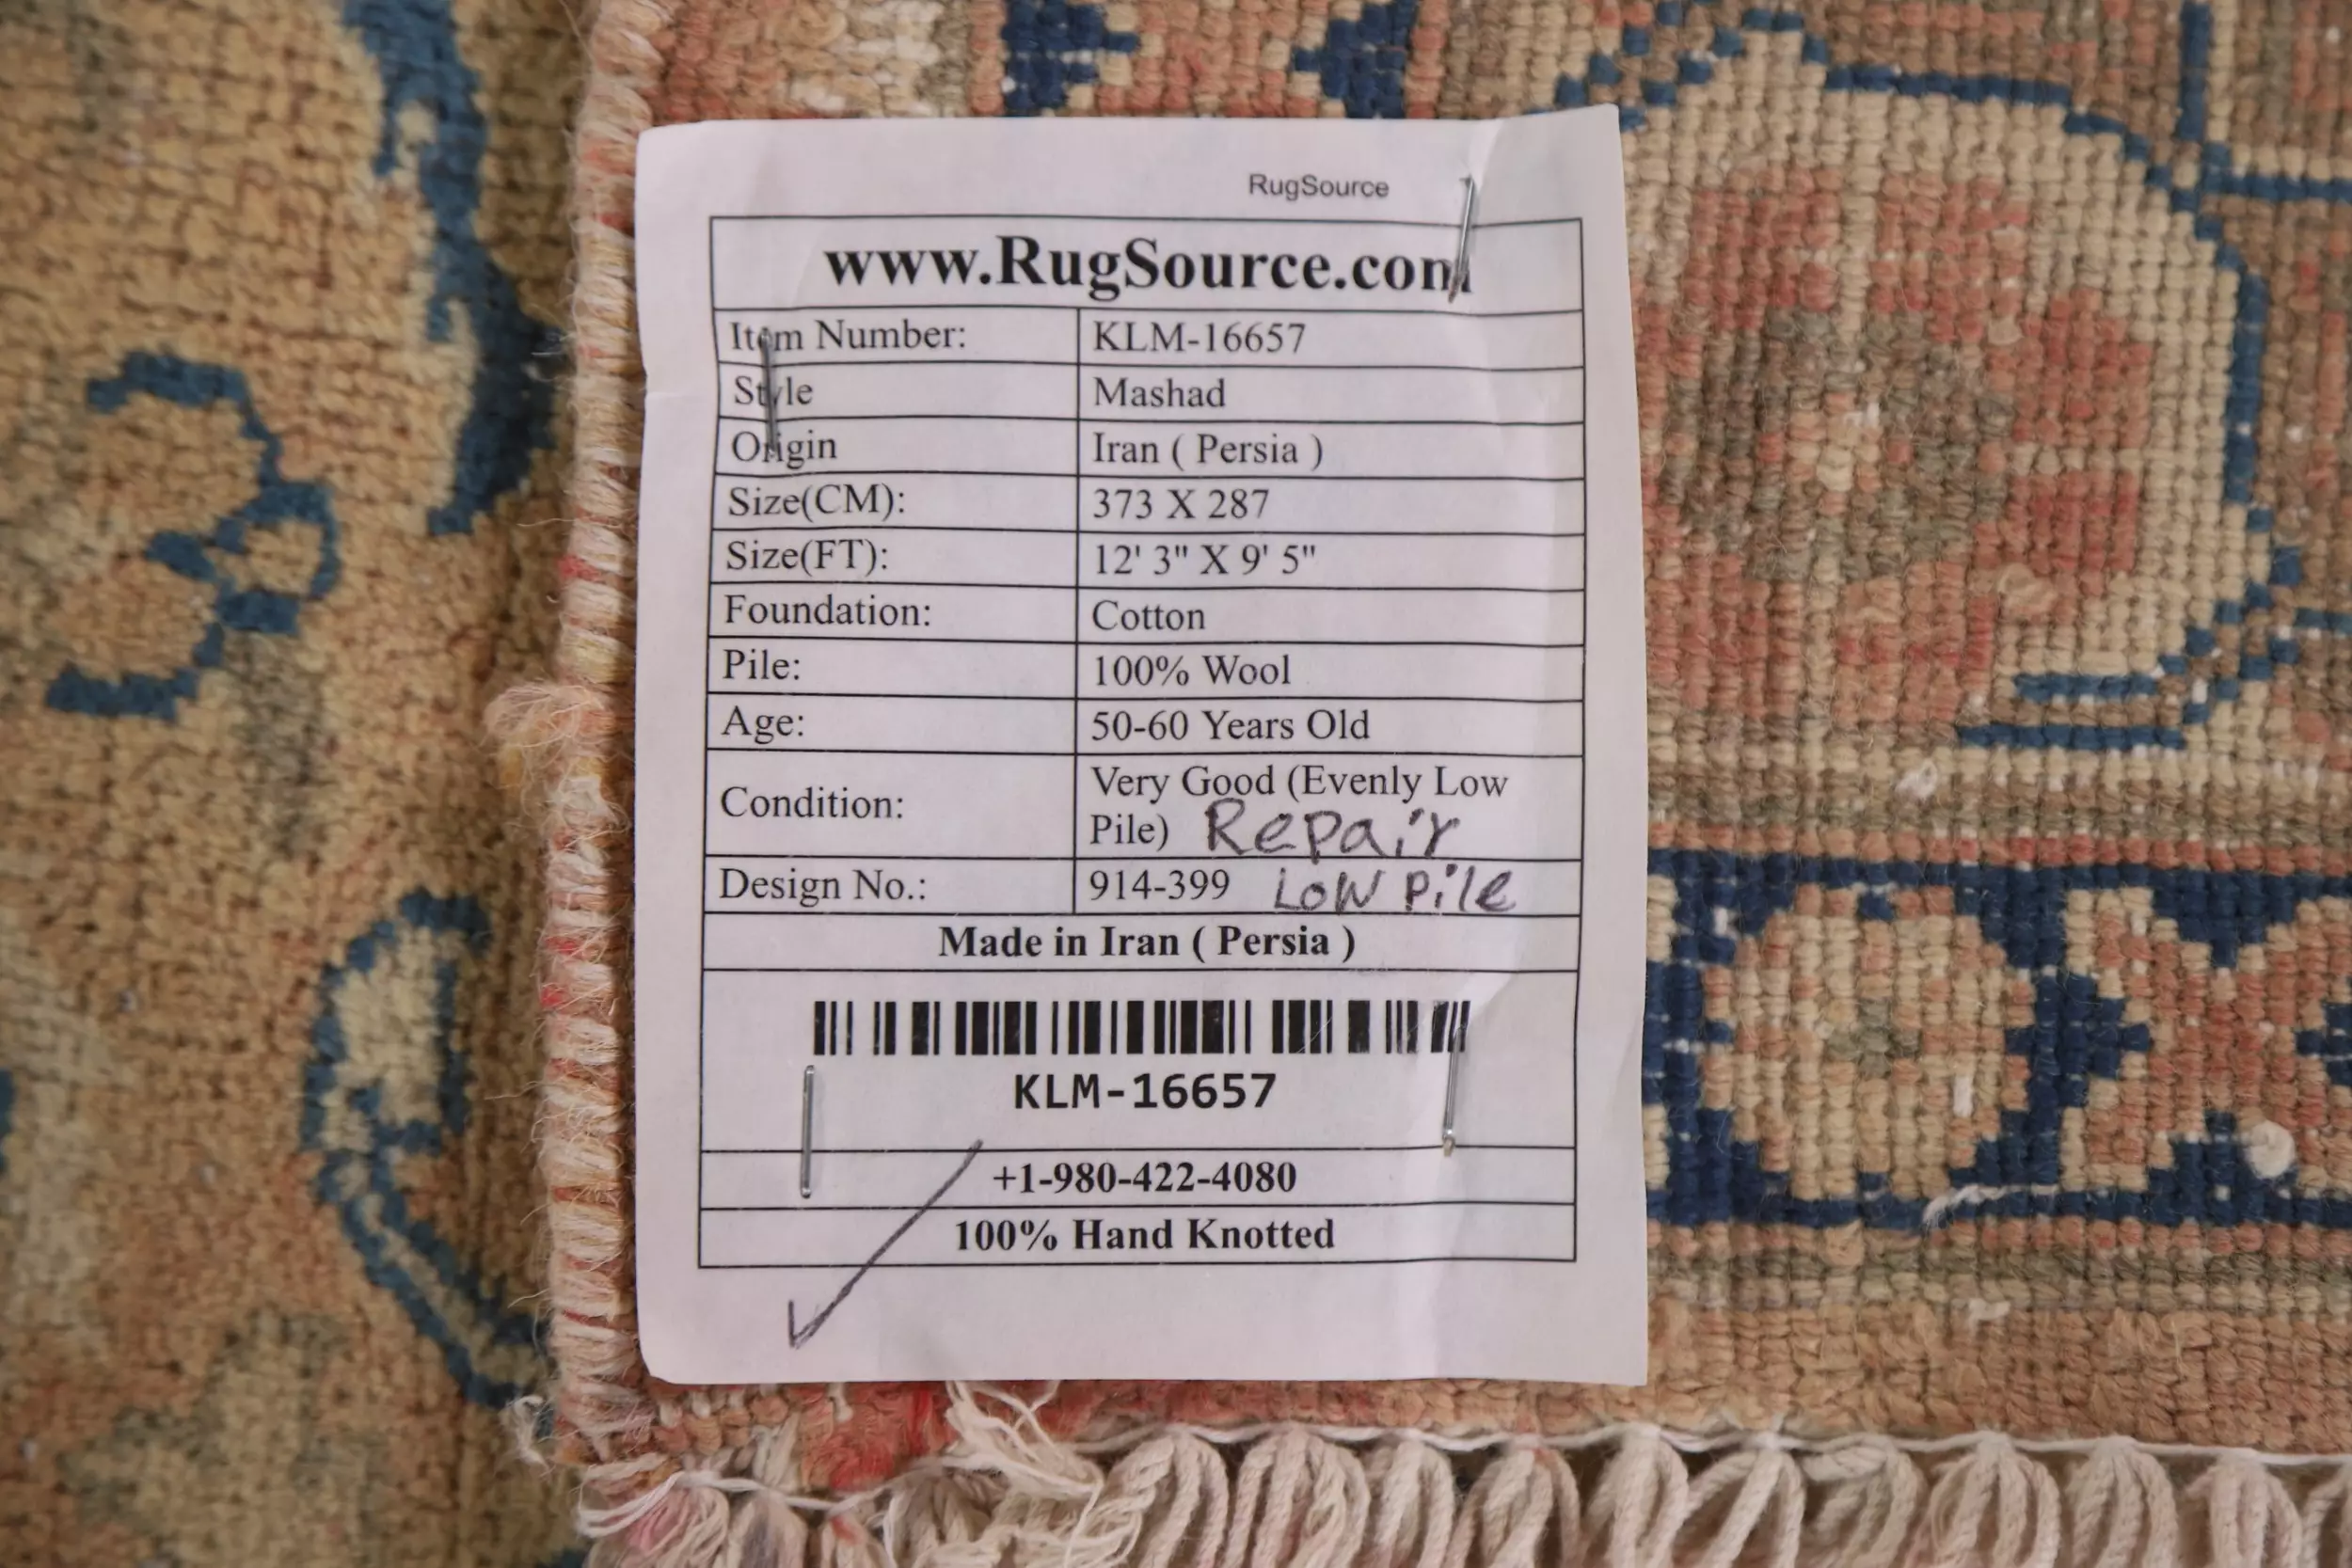 RugSource
www.RugSource.com
Item Number: KLM-16657
Style Mashad
Origin Iran ( Persia )
Size(CM): 373 X 287
Size(FT): 12' 3" X 9' 5"
Foundation: Cotton
Pile: 100% Wool
Age: 50-60 Years Old
Condition: Very Good (Evenly Low
Pile) Repair
Design No.: 914-399 Low Pile
Made in Iran ( Persia )
KLM-16657
+1-980-422-4080
100% Hand Knotted